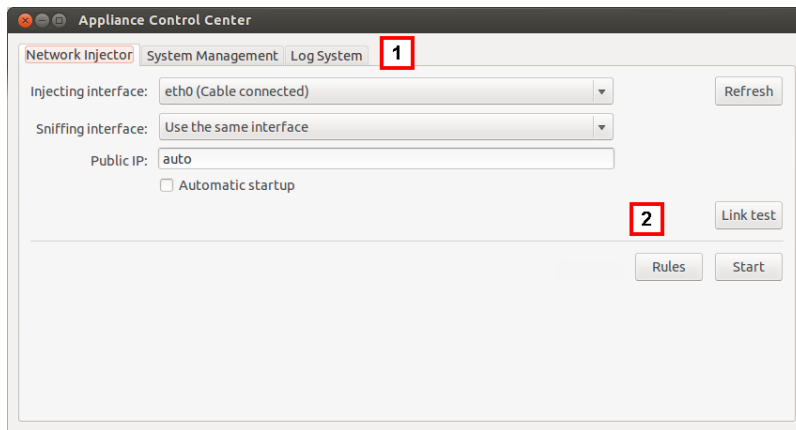 Appliance Control Center
Network Injector System Management Log System 1
Injecting interface: eth0 (Cable connected) Refresh
Sniffing interface: Use the same interface
Public IP: auto
Automatic startup
2 Link test
Rules Start